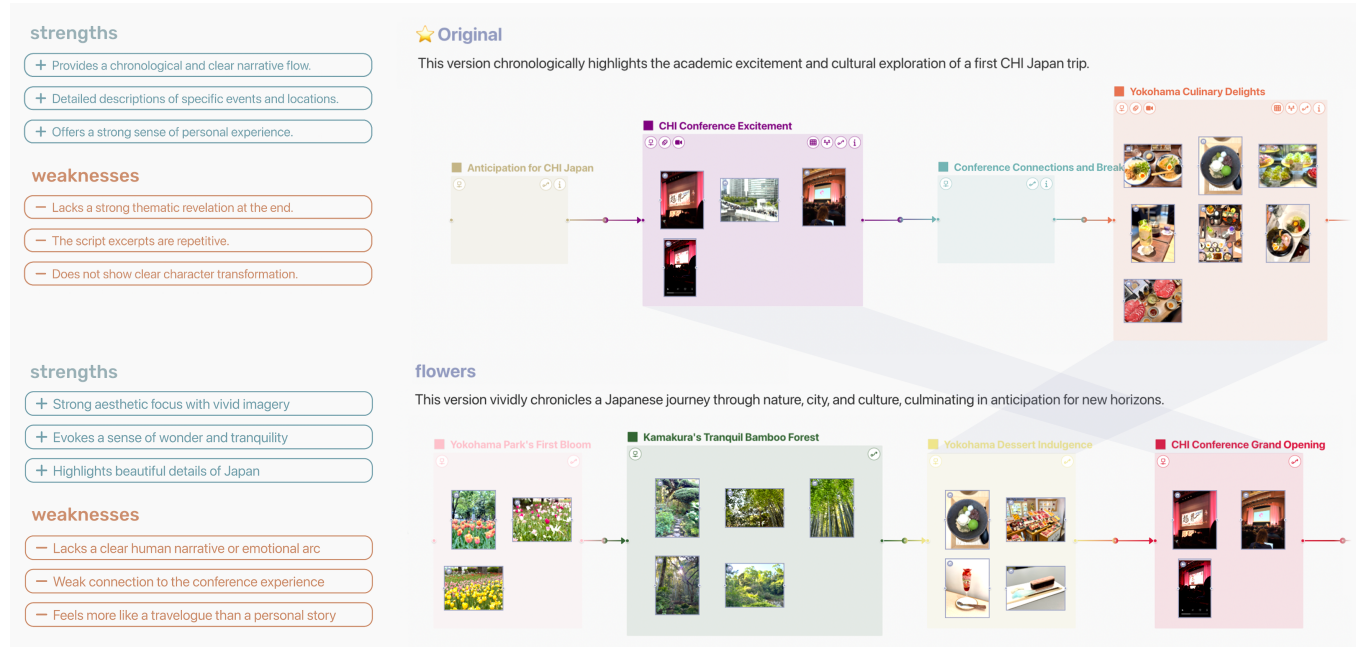 strengths
+ Provides a chronological and clear narrative flow.
+ Detailed descriptions of specific events and locations.
+ Offers a strong sense of personal experience.
weaknesses
− Lacks a strong thematic revelation at the end.
− The script excerpts are repetitive.
− Does not show clear character transformation.
⭐ Original
This version chronologically highlights the academic excitement and cultural exploration of a first CHI Japan trip.
Anticipation for CHI Japan
CHI Conference Excitement
Conference Connections and Break
Yokohama Culinary Delights
strengths
+ Strong aesthetic focus with vivid imagery
+ Evokes a sense of wonder and tranquility
+ Highlights beautiful details of Japan
weaknesses
− Lacks a clear human narrative or emotional arc
− Weak connection to the conference experience
− Feels more like a travelogue than a personal story
flowers
This version vividly chronicles a Japanese journey through nature, city, and culture, culminating in anticipation for new horizons.
Yokohama Park's First Bloom
Kamakura's Tranquil Bamboo Forest
Yokohama Dessert Indulgence
CHI Conference Grand Opening